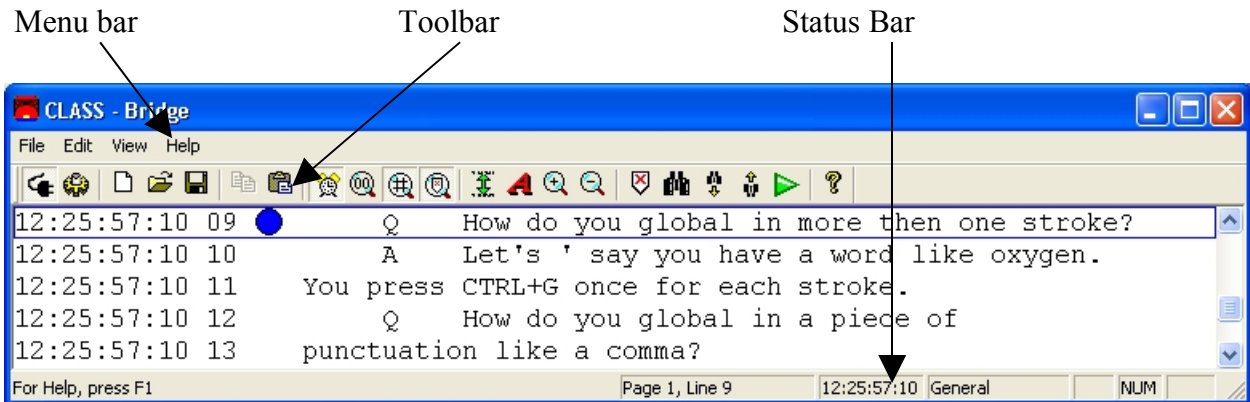 Menu bar Toolbar Status Bar
CLASS - Bridge
File Edit View Help
12:25:57:10 09 Q How do you global in more then one stroke?
12:25:57:10 10 A Let's ' say you have a word like oxygen.
12:25:57:10 11 You press CTRL+G once for each stroke.
12:25:57:10 12 Q How do you global in a piece of
12:25:57:10 13 punctuation like a comma?
For Help, press F1 Page 1, Line 9 12:25:57:10 General NUM